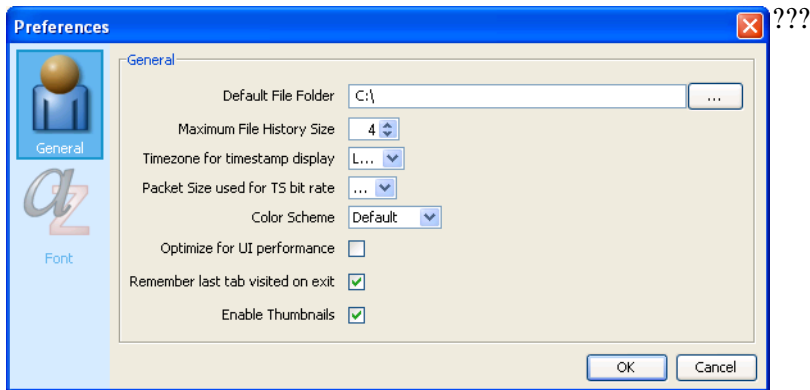 Preferences
???
General
Font
General
Default File Folder C:\ ...
Maximum File History Size 4
Timezone for timestamp display L...
Packet Size used for TS bit rate ...
Color Scheme Default
Optimize for UI performance
Remember last tab visited on exit
Enable Thumbnails
OK Cancel